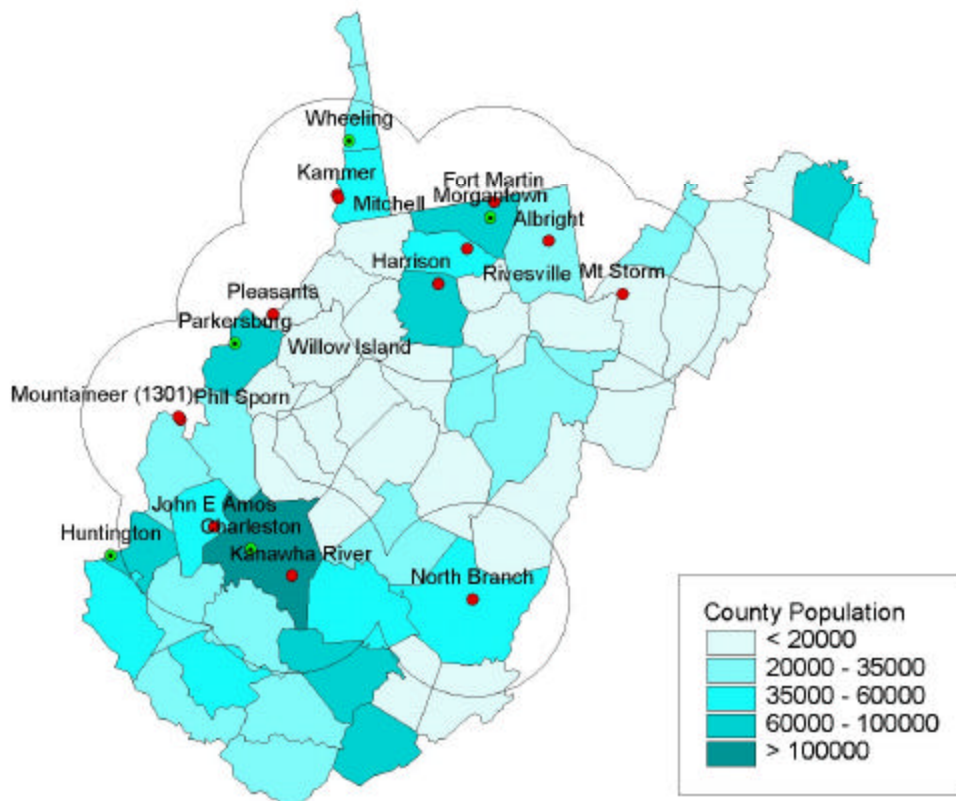 Wheeling
Kammer
Mitchell
Fort Martin
Morgantown
Albright
Harrison
Rivesville
Mt Storm
Pleasants
Parkersburg
Willow Island
Mountaineer (1301)
Phil Sporn
John E Amos
Charleston
Huntington
Kanawha River
North Branch
County Population
< 20000
20000 - 35000
35000 - 60000
60000 - 100000
> 100000